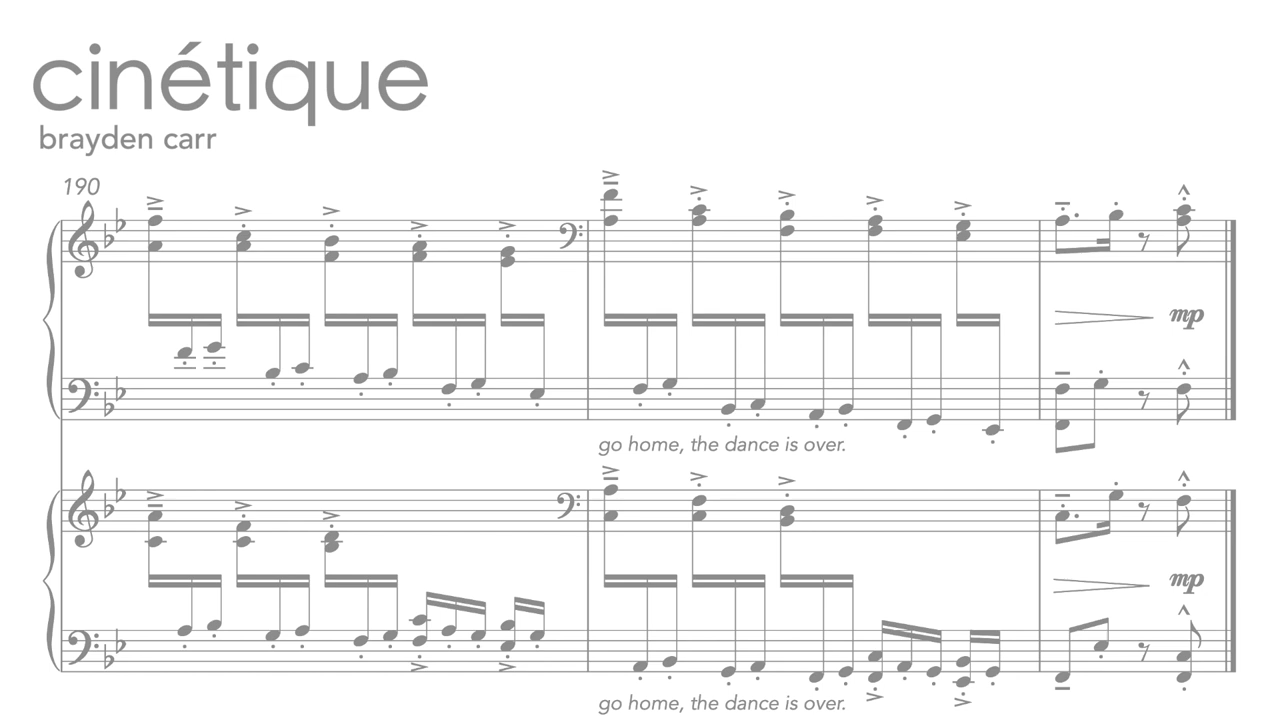 cinétique
brayden carr
190
mp
go home, the dance is over.
mp
go home, the dance is over.